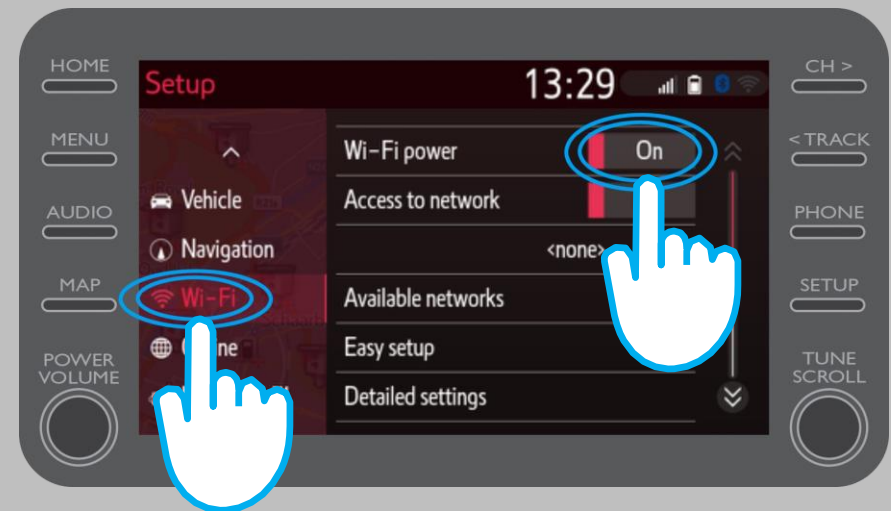 HOME
MENU
AUDIO
MAP
POWER
VOLUME
Setup
13:29
Vehicle
Navigation
Wi-Fi
Wi-Fi power
On
Access to network
<none>
Available networks
Easy setup
Detailed settings
CH >
< TRACK
PHONE
SETUP
TUNE
SCROLL